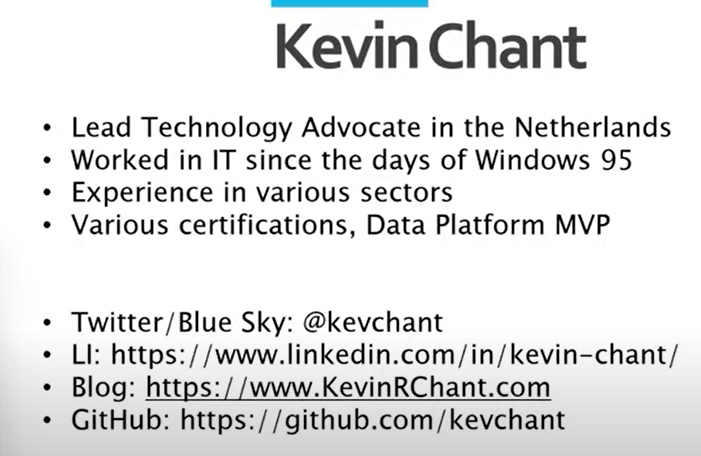 Kevin Chant
• Lead Technology Advocate in the Netherlands
• Worked in IT since the days of Windows 95
• Experience in various sectors
• Various certifications, Data Platform MVP
• Twitter/Blue Sky: @kevchant
• LI: https://www.linkedin.com/in/kevin-chant/
• Blog: https://www.KevinRChant.com
• GitHub: https://github.com/kevchant